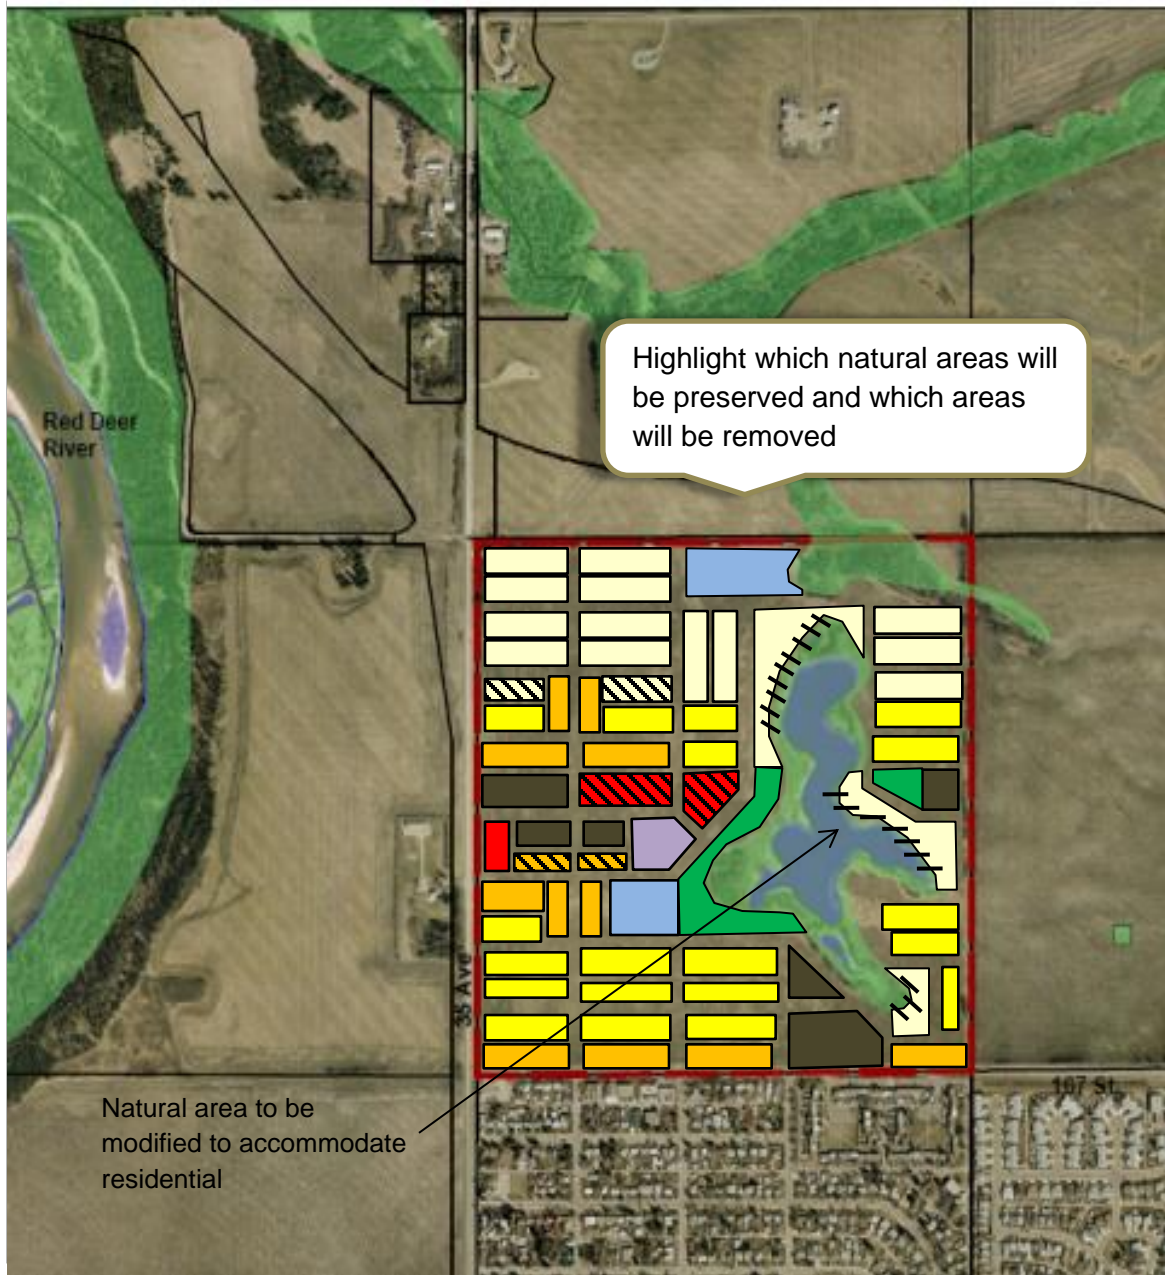 Highlight which natural areas will
be preserved and which areas
will be removed
Red Deer
River
35 Ave
167 St.
Natural area to be
modified to accommodate
residential